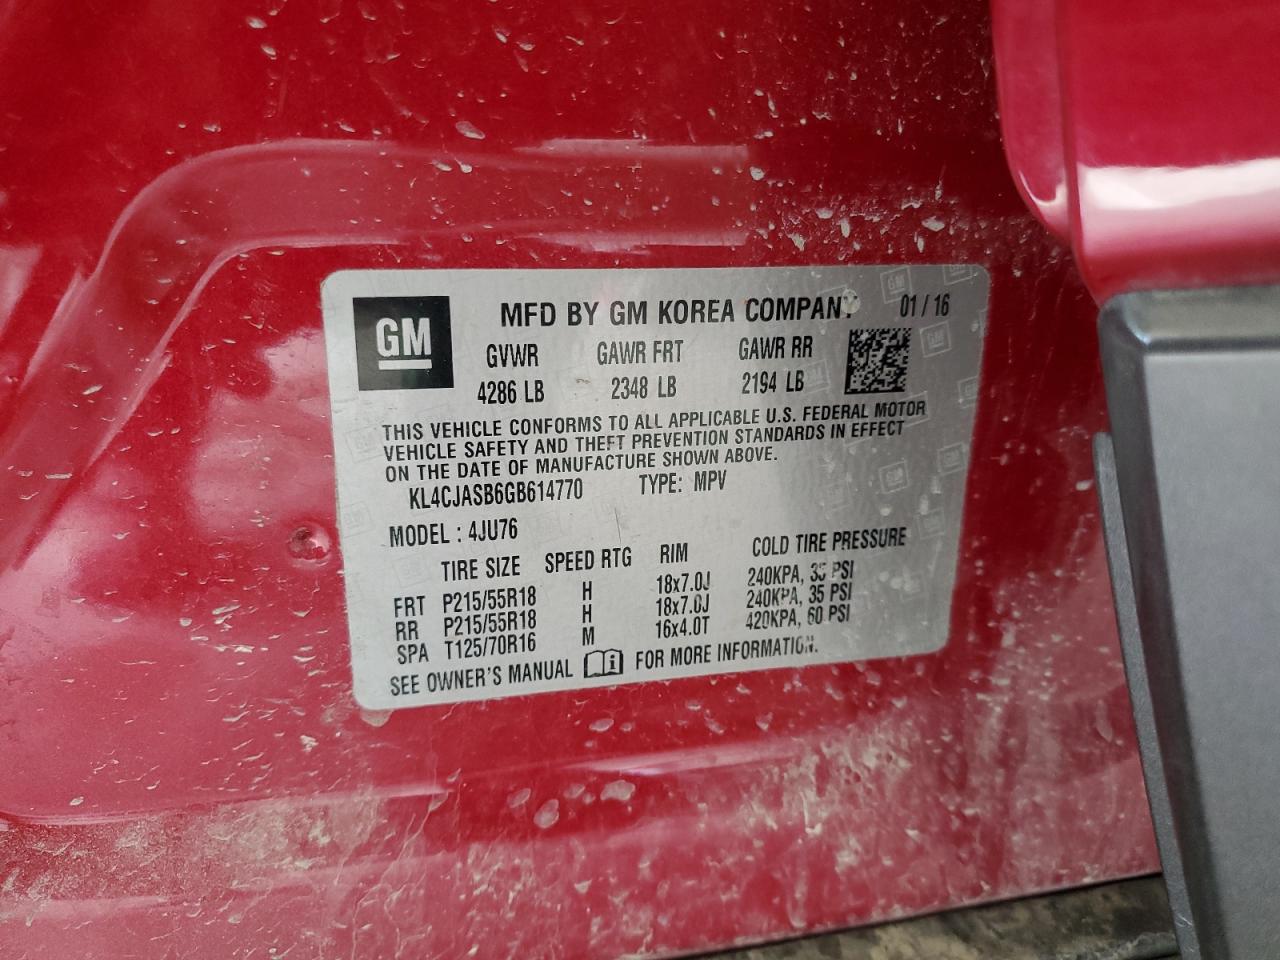 GM
MFD BY GM KOREA COMPANY 01 / 16
GVWR GAWR FRT GAWR RR
4286 LB 2348 LB 2194 LB
THIS VEHICLE CONFORMS TO ALL APPLICABLE U.S. FEDERAL MOTOR
VEHICLE SAFETY AND THEFT PREVENTION STANDARDS IN EFFECT
ON THE DATE OF MANUFACTURE SHOWN ABOVE.
KL4CJASB6GB614770 TYPE: MPV
MODEL : 4JU76
TIRE SIZE SPEED RTG RIM COLD TIRE PRESSURE
FRT P215/55R18 H 18x7.0J 240KPA, 35 PSI
RR P215/55R18 H 18x7.0J 240KPA, 35 PSI
SPA T125/70R16 M 16x4.0T 420KPA, 60 PSI
SEE OWNER'S MANUAL FOR MORE INFORMATION.